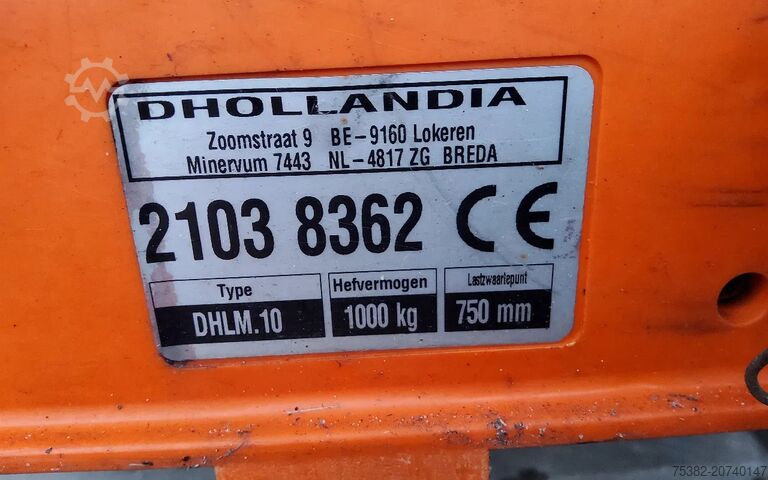 DHOLLANDIA
Zoomstraat 9 BE-9160 Lokeren
Minervum 7443 NL-4817 ZG BREDA
2103 8362 CE
Type Hefvermogen Lastzwaartepunt
DHLM.10 1000 kg 750 mm
75382-20740147